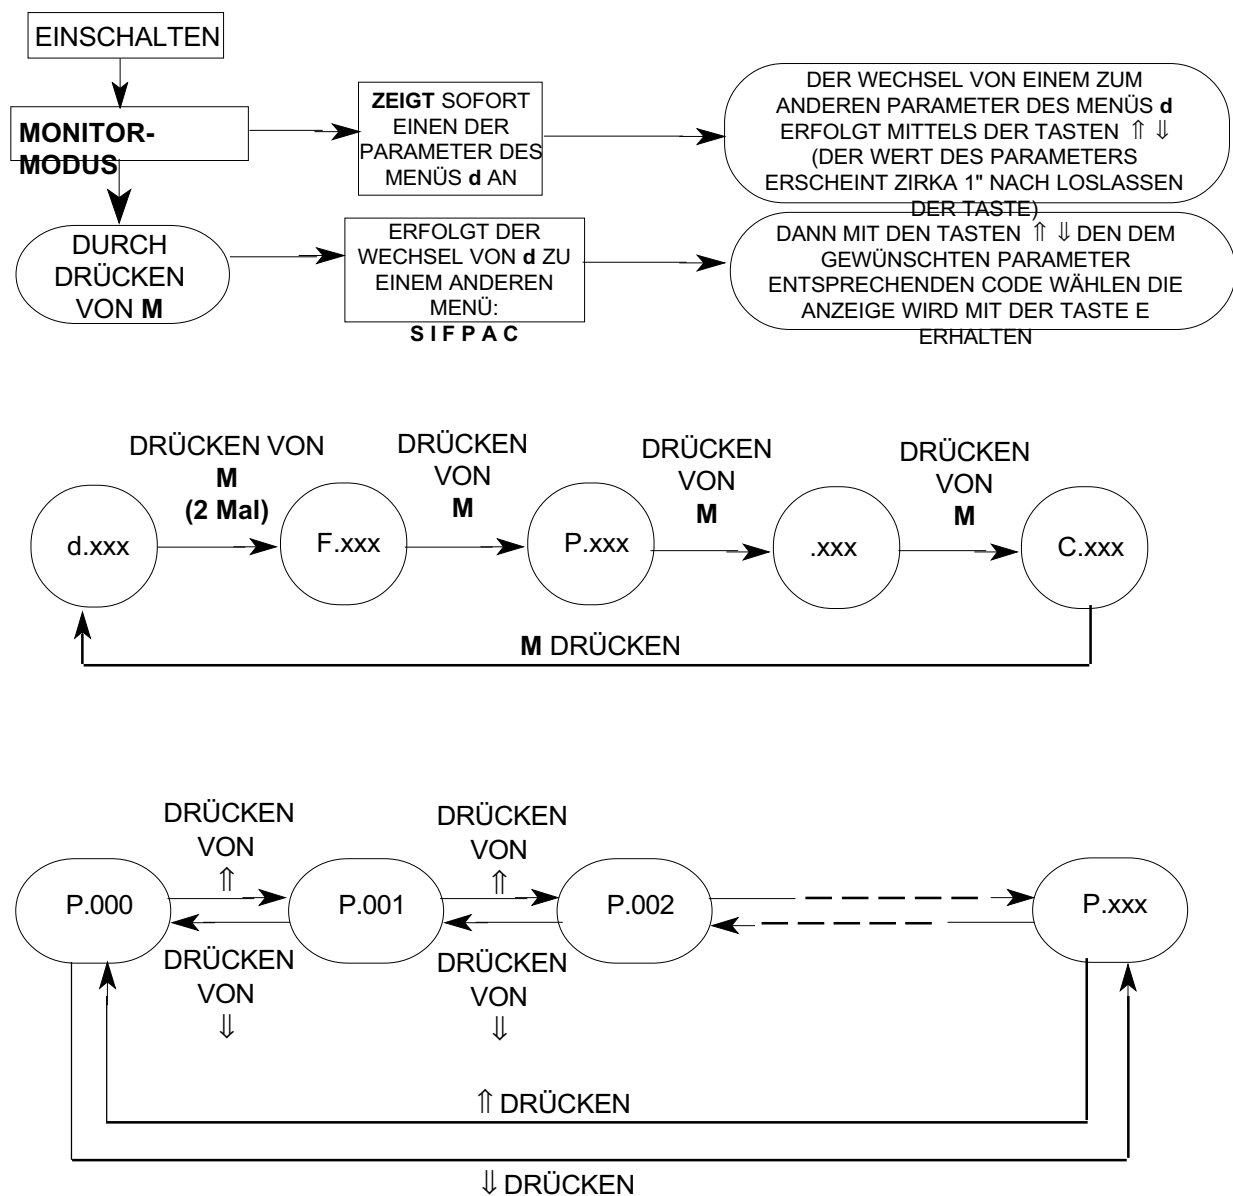 EINSCHALTEN
MONITOR-
MODUS
ZEIGT SOFORT
EINEN DER
PARAMETER DES
MENÜS d AN
DER WECHSEL VON EINEM ZUM
ANDEREN PARAMETER DES MENÜS d
ERFOLGT MITTELS DER TASTEN ⇑ ⇓
(DER WERT DES PARAMETERS
ERSCHEINT ZIRKA 1" NACH LOSLASSEN
DER TASTE)
DURCH
DRÜCKEN
VON M
ERFOLGT DER
WECHSEL VON d ZU
EINEM ANDEREN
MENÜ:
S I F P A C
DANN MIT DEN TASTEN ⇑ ⇓ DEN DEM
GEWÜNSCHTEN PARAMETER
ENTSPRECHENDEN CODE WÄHLEN DIE
ANZEIGE WIRD MIT DER TASTE E
ERHALTEN
DRÜCKEN VON
M
(2 Mal)
DRÜCKEN
VON
M
DRÜCKEN
VON
M
DRÜCKEN
VON
M
d.xxx
F.xxx
P.xxx
.xxx
C.xxx
M DRÜCKEN
DRÜCKEN
VON
⇑
DRÜCKEN
VON
⇑
P.000
P.001
P.002
P.xxx
DRÜCKEN
VON
⇓
DRÜCKEN
VON
⇓
⇑ DRÜCKEN
⇓ DRÜCKEN